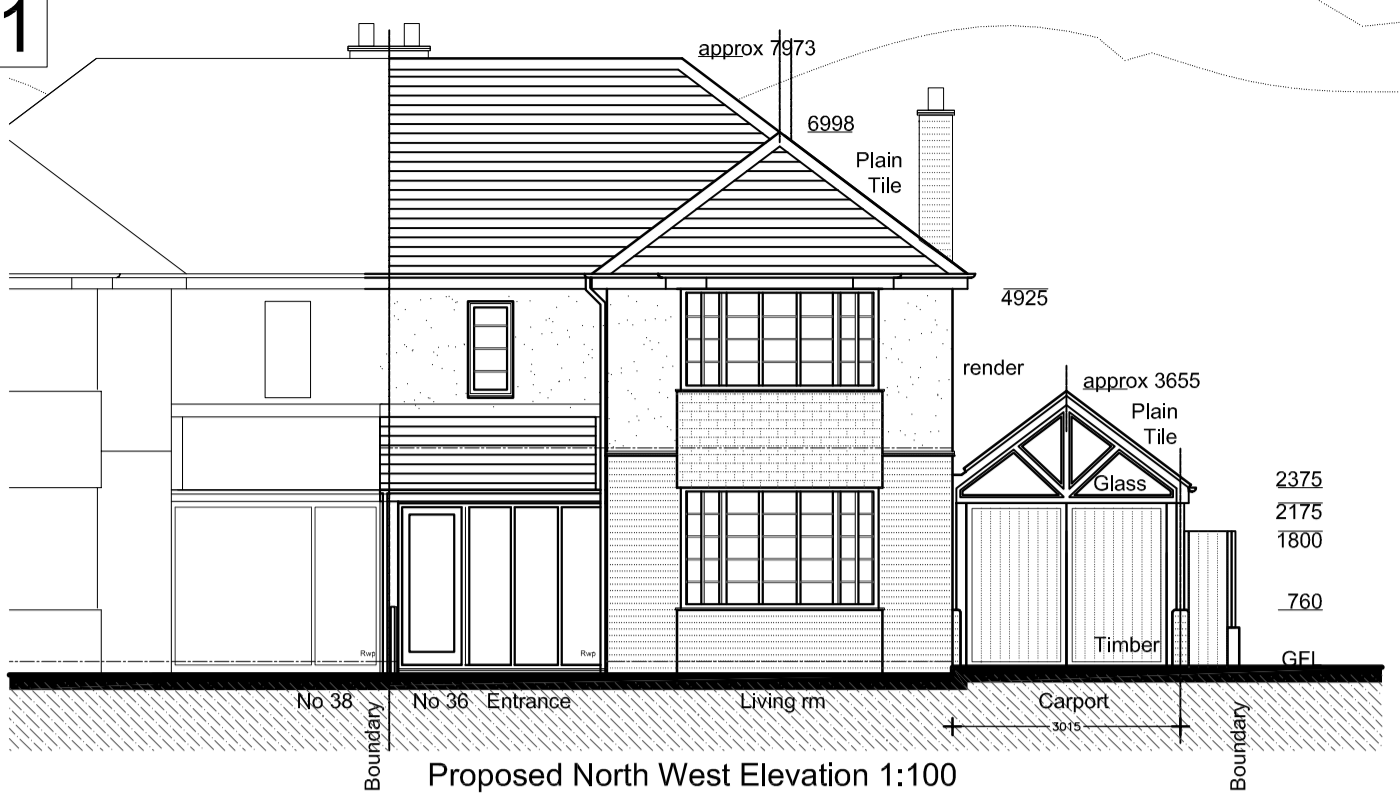 1
approx 7973
6998
Plain
Tile
4925
render
approx 3655
Plain
Tile
Glass
2375
2175
1800
760
Timber
GFL
Rwp
Rwp
No 38
No 36
Entrance
Living rm
Carport
3015
Boundary
Boundary
Proposed North West Elevation 1:100